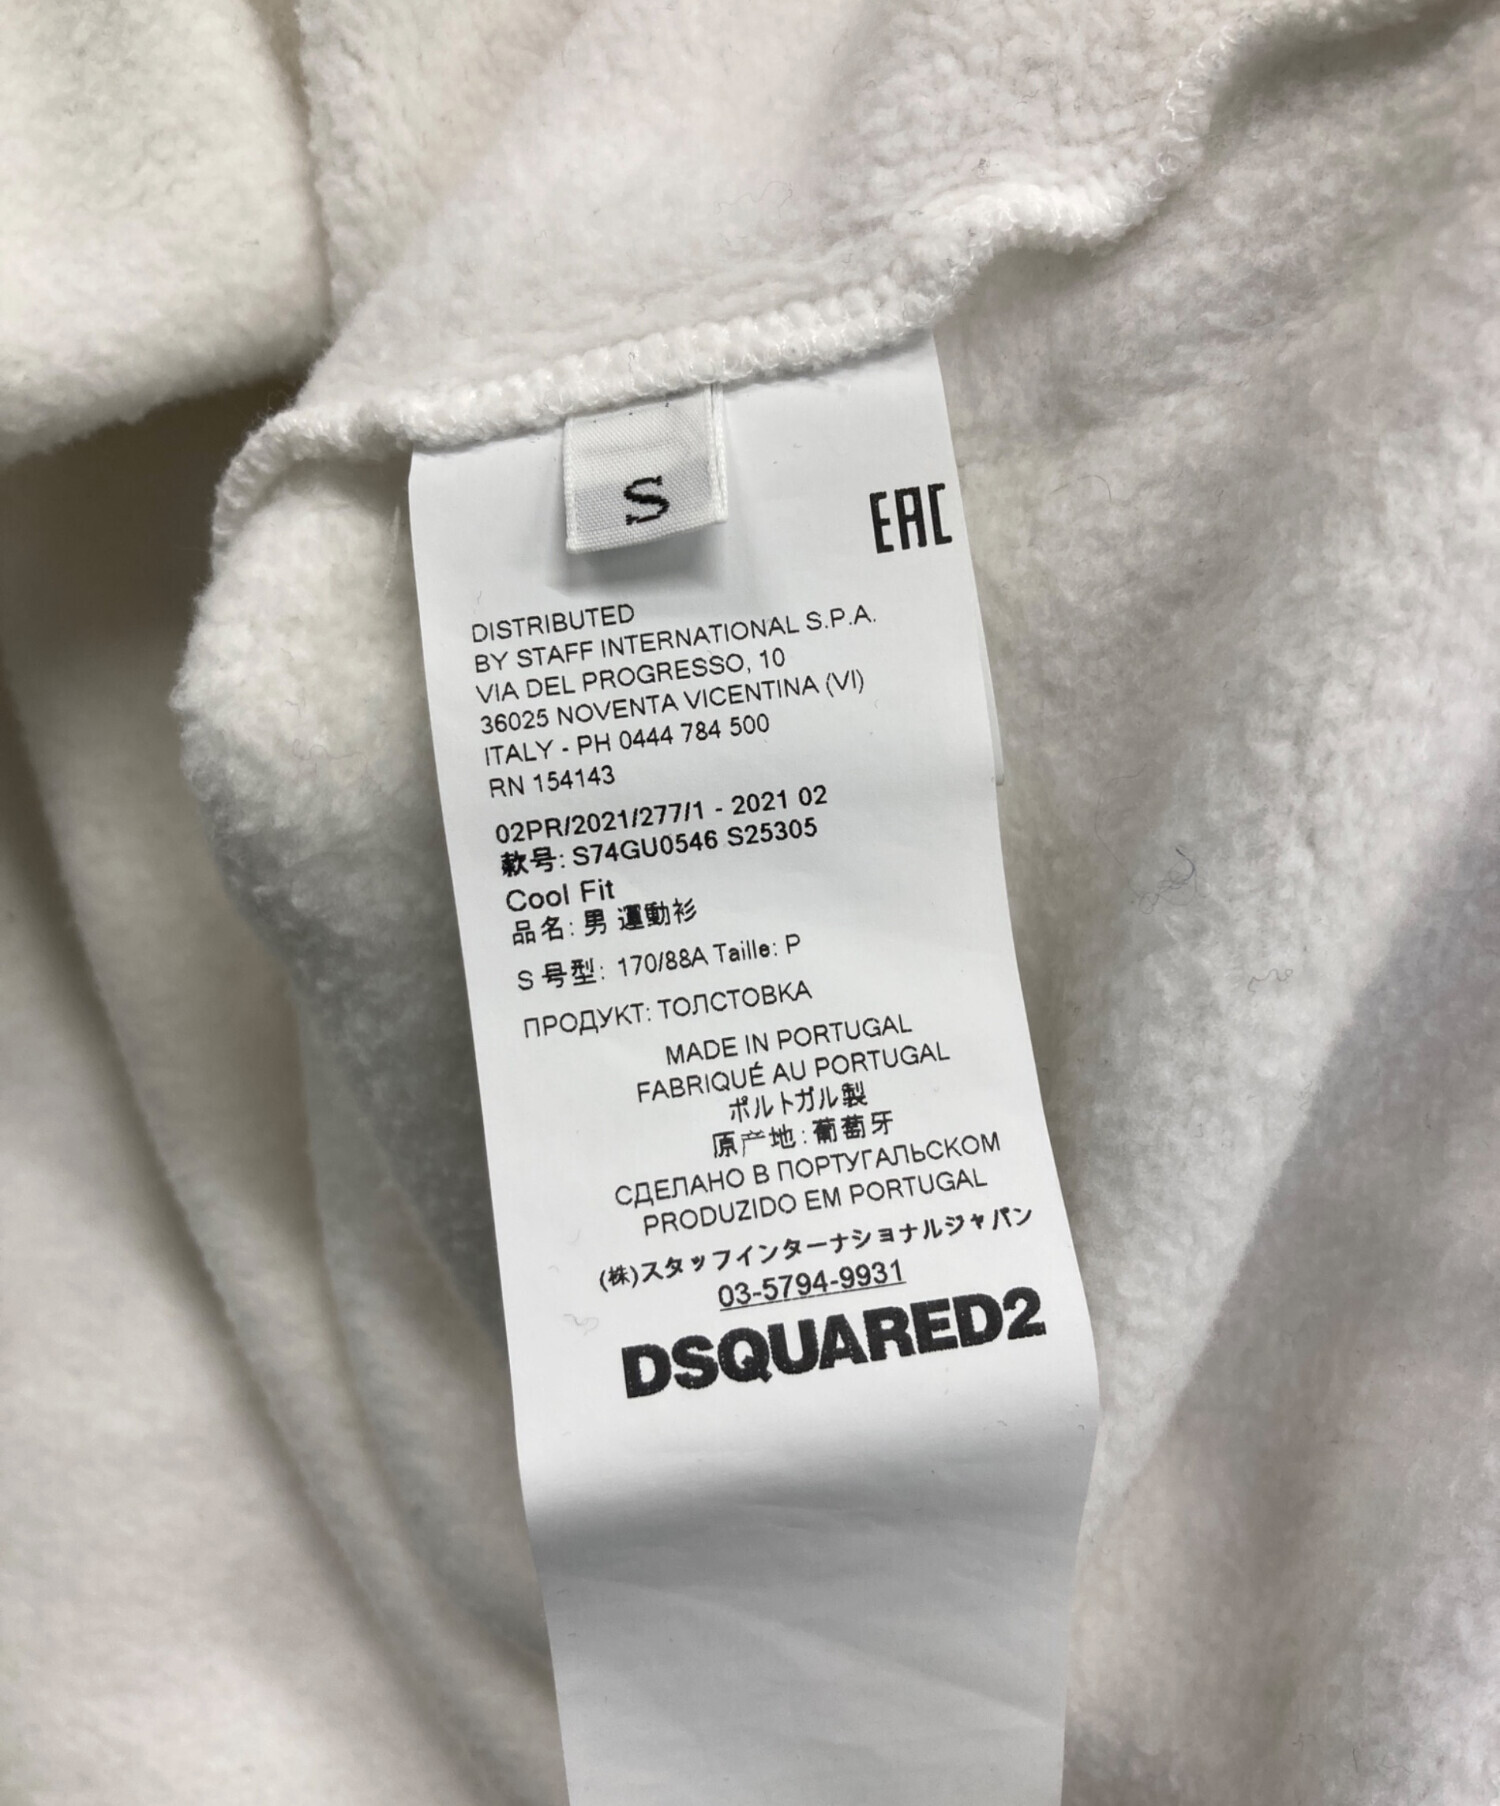 S
EAC
DISTRIBUTED
BY STAFF INTERNATIONAL S.P.A.
VIA DEL PROGRESSO, 10
36025 NOVENTA VICENTINA (VI)
ITALY - PH 0444 784 500
RN 154143
02PR/2021/277/1 - 2021 02
款号: S74GU0546 S25305
Cool Fit
品名: 男 運動衫
S 号型: 170/88A Taille: P
ПРОДУКТ: ТОЛСТОВКА
MADE IN PORTUGAL
FABRIQUÉ AU PORTUGAL
ポルトガル製
原产地: 葡萄牙
СДЕЛАНО В ПОРТУГАЛЬСКОМ
PRODUZIDO EM PORTUGAL
(株)スタッフインターナショナルジャパン
03-5794-9931
DSQUARED2